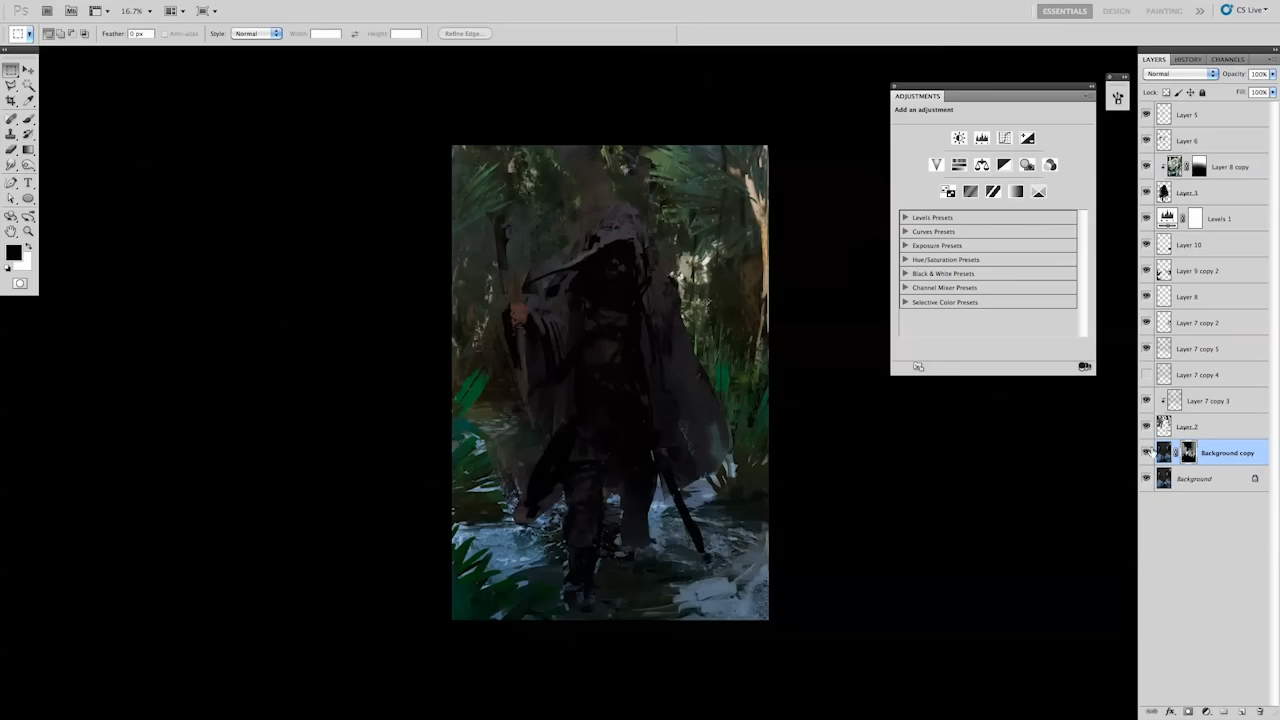 Ps Br Mb 16.7% ESSENTIALS DESIGN PAINTING CS Live
Feather: 0 px Anti-alias Style: Normal Width: Height: Refine Edge...
LAYERS HISTORY CHANNELS
Normal Opacity: 100%
Lock: Fill: 100%
ADJUSTMENTS
Add an adjustment
Levels Presets
Curves Presets
Exposure Presets
Hue/Saturation Presets
Black & White Presets
Channel Mixer Presets
Selective Color Presets
Layer 5
Layer 6
Layer 8 copy
Layer 3
Levels 1
Layer 10
Layer 9 copy 2
Layer 8
Layer 7 copy 2
Layer 7 copy 5
Layer 7 copy 4
Layer 7 copy 3
Layer 2
Background copy
Background